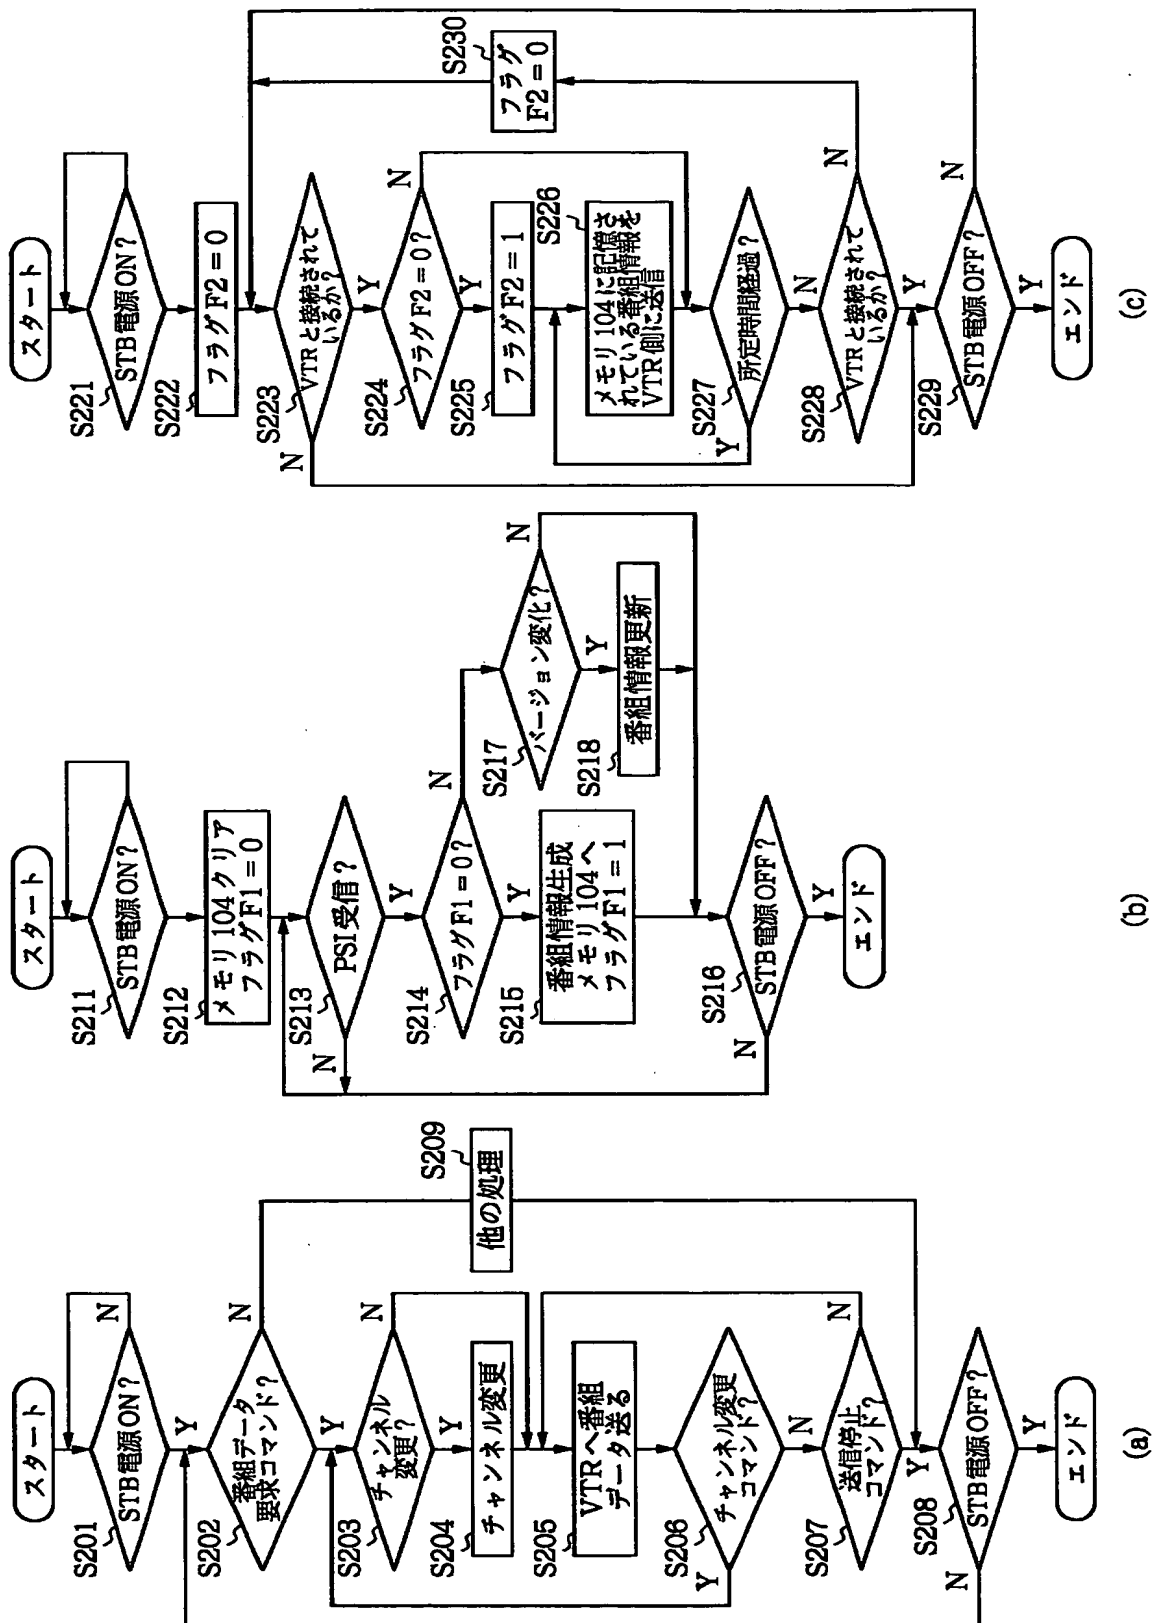 スタート
S201
STB電源ON?
N
Y
S202
番組データ
要求コマンド?
N
Y
S203
チャンネル
変更?
N
Y
S204
チャンネル変更
S205
VTRへ番組
データ送る
S206
チャンネル変更
コマンド?
Y
N
S207
送信停止
コマンド?
N
Y
S208
STB電源OFF?
N
Y
エンド
S209
他の処理
(a)
スタート
S211
STB電源ON?
S212
メモリ104クリア
フラグF1=0
S213
PSI受信?
N
Y
S214
フラグF1=0?
N
Y
S215
番組情報生成
メモリ104へ
フラグF1=1
S216
STB電源OFF?
N
Y
エンド
S217
バージョン変化?
N
Y
S218
番組情報更新
(b)
スタート
S221
STB電源ON?
S222
フラグF2=0
S223
VTRと接続されて
いるか?
N
Y
S224
フラグF2=0?
N
Y
S225
フラグF2=1
S226
メモリ104に記憶さ
れている番組情報を
VTR側に送信
S227
所定時間経過?
Y
N
S228
VTRと接続されて
いるか?
N
Y
S229
STB電源OFF?
N
Y
エンド
S230
フラグ
F2=0
(c)